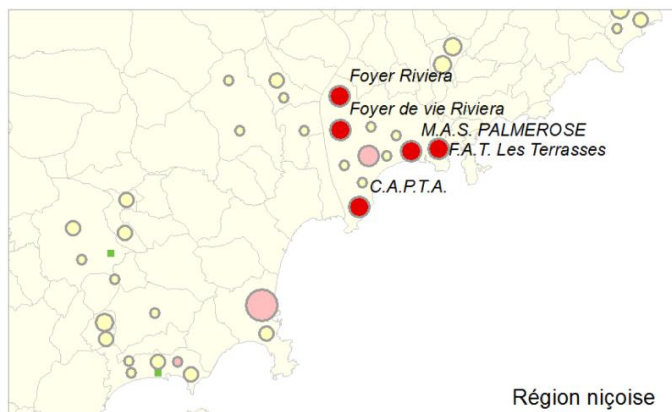 Foyer Riviera
Foyer de vie Riviera
M.A.S. PALMEROSE
F.A.T. Les Terrasses
C.A.P.T.A.
Région niçoise